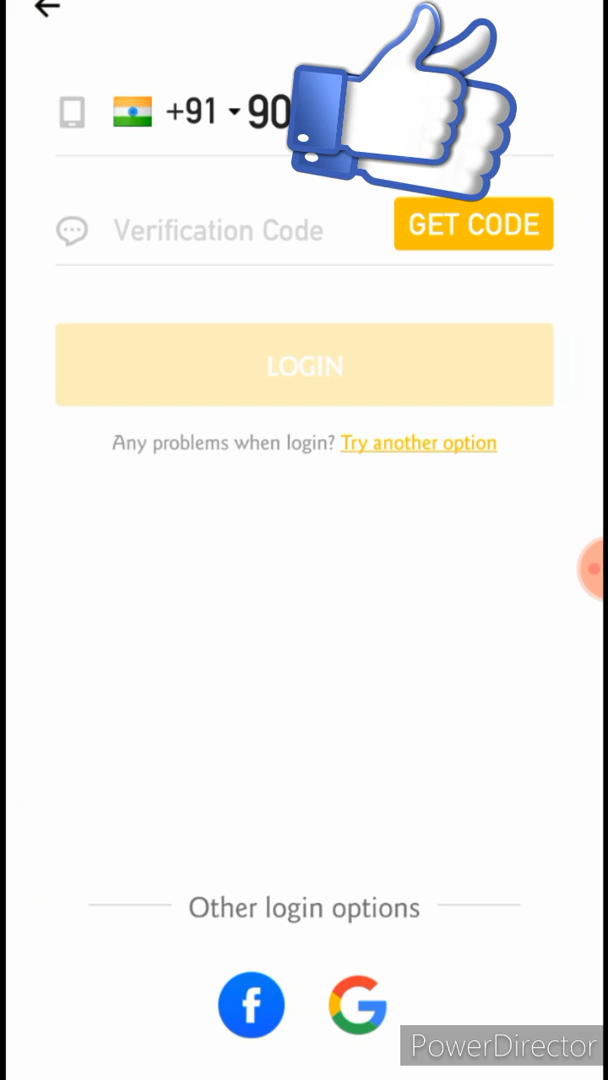 +91 90
Verification Code GET CODE
LOGIN
Any problems when login? Try another option
Other login options
f G
PowerDirector